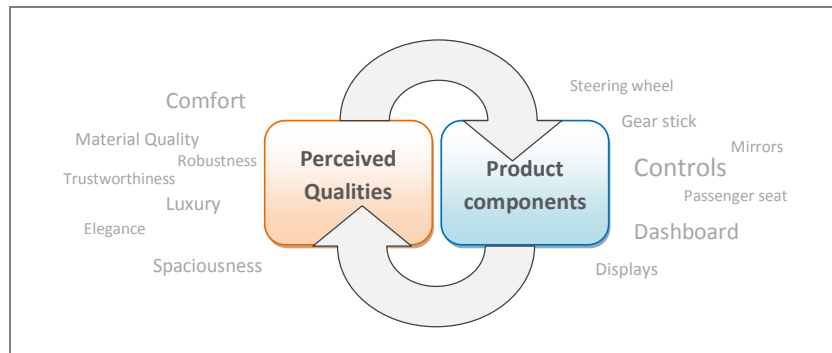 Comfort
Material Quality
Robustness
Trustworthiness
Luxury
Elegance
Spaciousness
Perceived
Qualities
Product
components
Steering wheel
Gear stick
Mirrors
Controls
Passenger seat
Dashboard
Displays